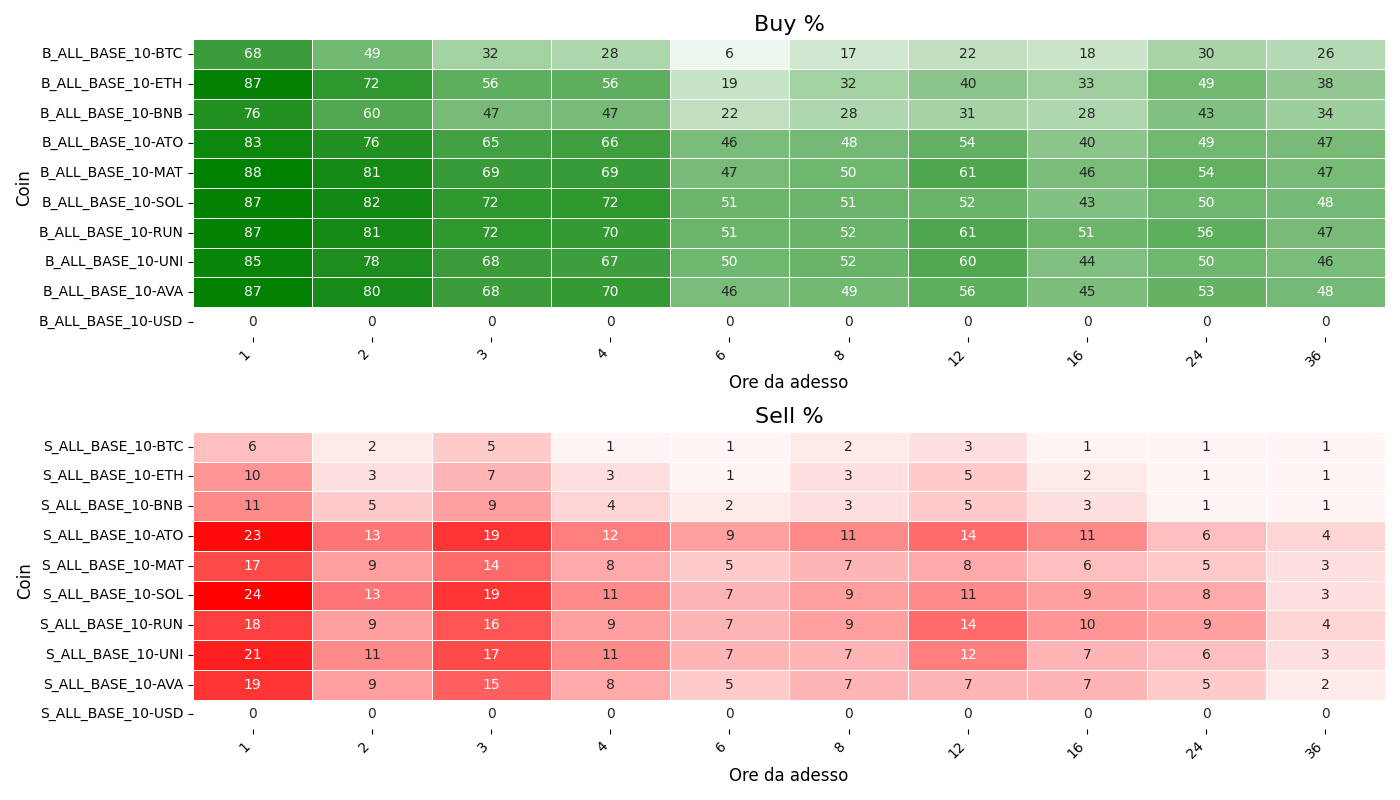 Buy %
Coin
B_ALL_BASE_10-BTC 68 49 32 28 6 17 22 18 30 26
B_ALL_BASE_10-ETH 87 72 56 56 19 32 40 33 49 38
B_ALL_BASE_10-BNB 76 60 47 47 22 28 31 28 43 34
B_ALL_BASE_10-ATO 83 76 65 66 46 48 54 40 49 47
B_ALL_BASE_10-MAT 88 81 69 69 47 50 61 46 54 47
B_ALL_BASE_10-SOL 87 82 72 72 51 51 52 43 50 48
B_ALL_BASE_10-RUN 87 81 72 70 51 52 61 51 56 47
B_ALL_BASE_10-UNI 85 78 68 67 50 52 60 44 50 46
B_ALL_BASE_10-AVA 87 80 68 70 46 49 56 45 53 48
B_ALL_BASE_10-USD 0 0 0 0 0 0 0 0 0 0
1 2 3 4 6 8 12 16 24 36
Ore da adesso
Sell %
Coin
S_ALL_BASE_10-BTC 6 2 5 1 1 2 3 1 1 1
S_ALL_BASE_10-ETH 10 3 7 3 1 3 5 2 1 1
S_ALL_BASE_10-BNB 11 5 9 4 2 3 5 3 1 1
S_ALL_BASE_10-ATO 23 13 19 12 9 11 14 11 6 4
S_ALL_BASE_10-MAT 17 9 14 8 5 7 8 6 5 3
S_ALL_BASE_10-SOL 24 13 19 11 7 9 11 9 8 3
S_ALL_BASE_10-RUN 18 9 16 9 7 9 14 10 9 4
S_ALL_BASE_10-UNI 21 11 17 11 7 7 12 7 6 3
S_ALL_BASE_10-AVA 19 9 15 8 5 7 7 7 5 2
S_ALL_BASE_10-USD 0 0 0 0 0 0 0 0 0 0
1 2 3 4 6 8 12 16 24 36
Ore da adesso